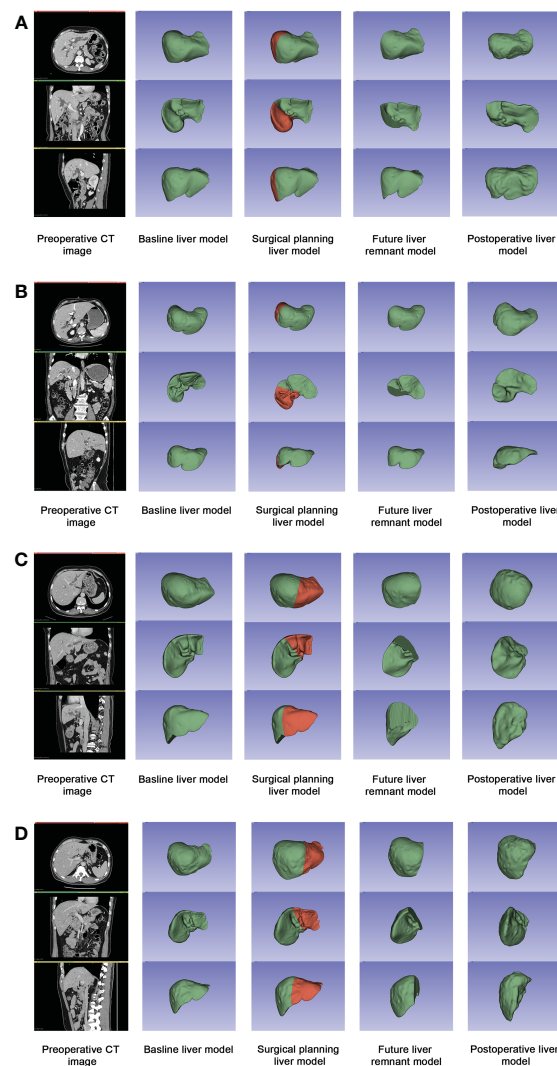 A
Preoperative CT image
Basline liver model
Surgical planning liver model
Future liver remnant model
Postoperative liver model
B
Preoperative CT image
Basline liver model
Surgical planning liver model
Future liver remnant model
Postoperative liver model
C
Preoperative CT image
Bline liver model
Surgical planning liver model
Future liver remnant model
Postoperative liver model
D
Preoperative CT image
Baseline liver model
Surgical planning liver model
Future liver remnant model
Postoperative liver model